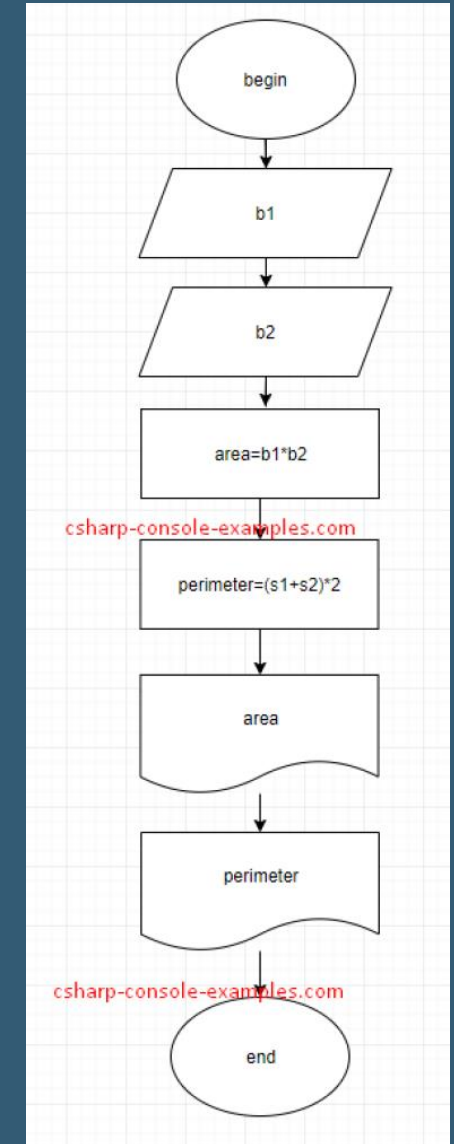 begin
b1
b2
area=b1*b2
csharp-console-examples.com
perimeter=(s1+s2)*2
area
perimeter
csharp-console-examples.com
end